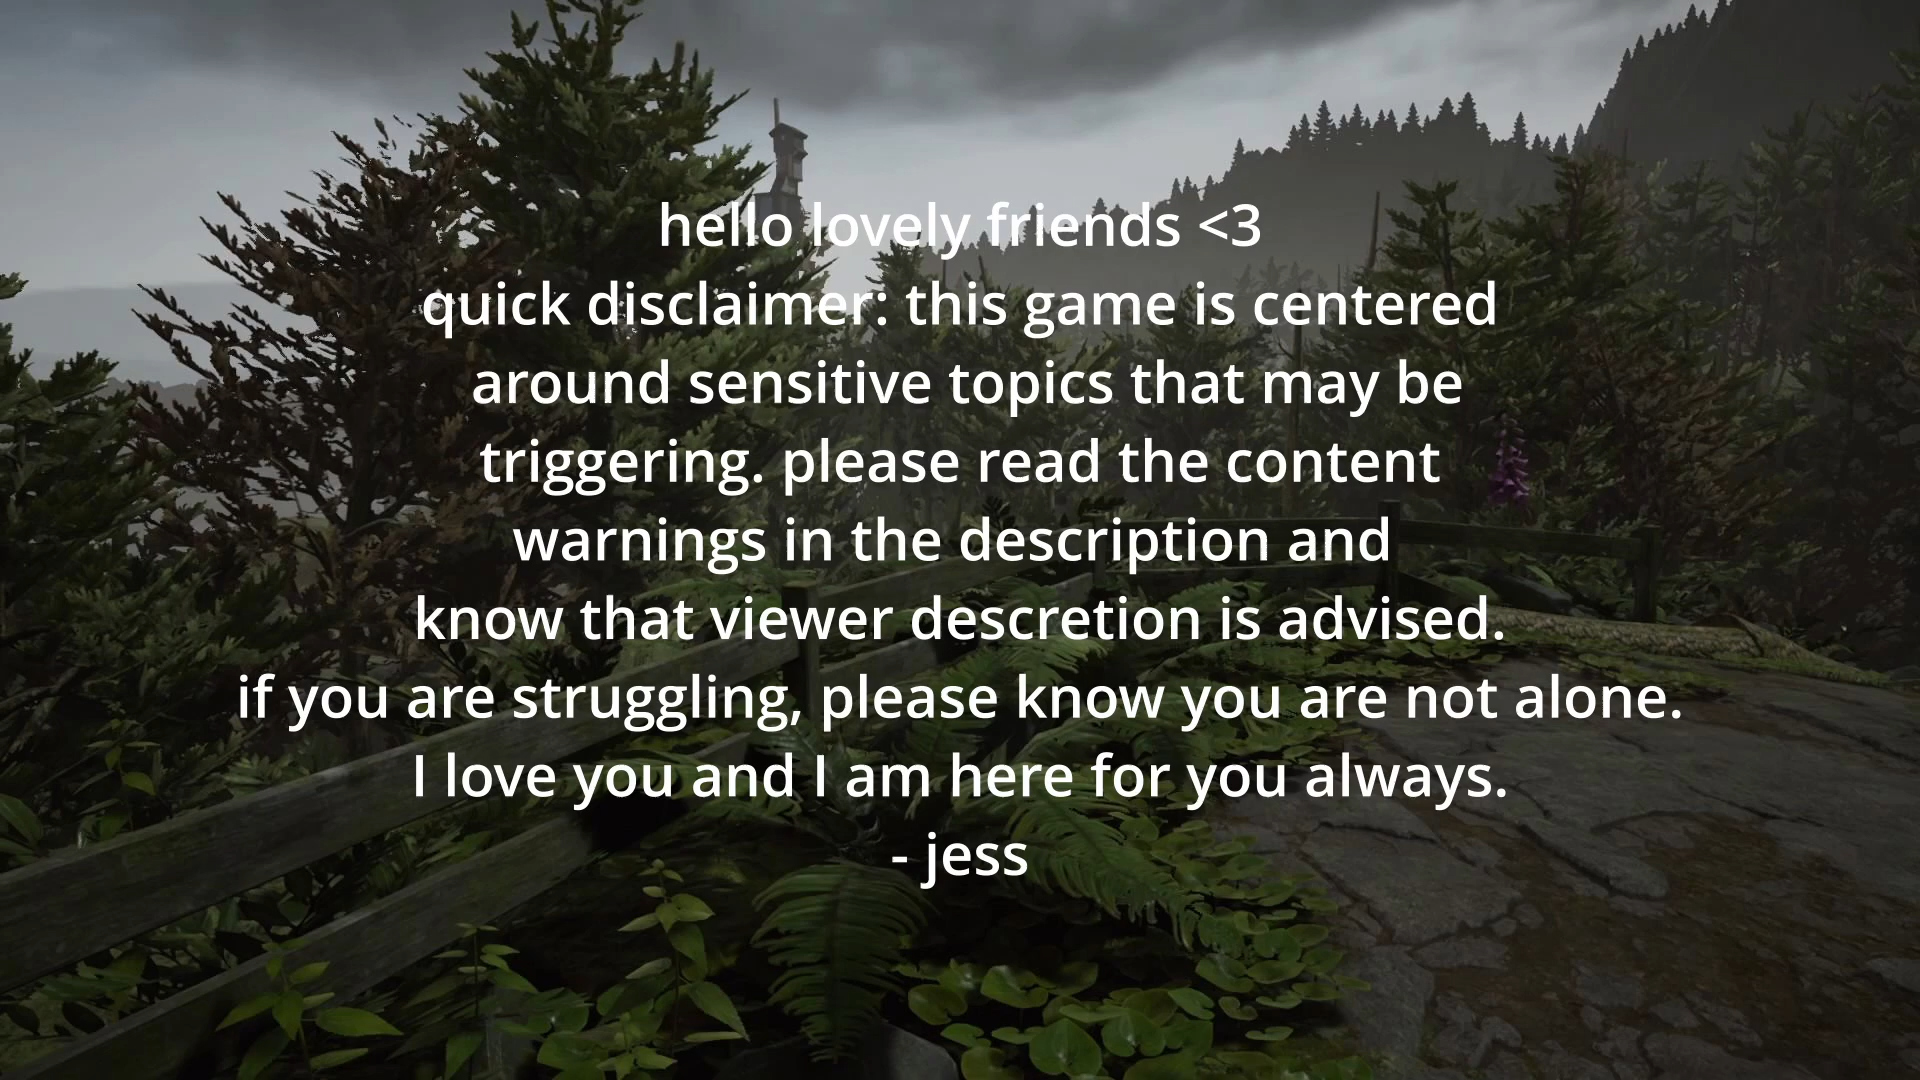 hello lovely friends <3
quick disclaimer: this game is centered
around sensitive topics that may be
triggering. please read the content
warnings in the description and
know that viewer descretion is advised.
if you are struggling, please know you are not alone.
I love you and I am here for you always.
- jess